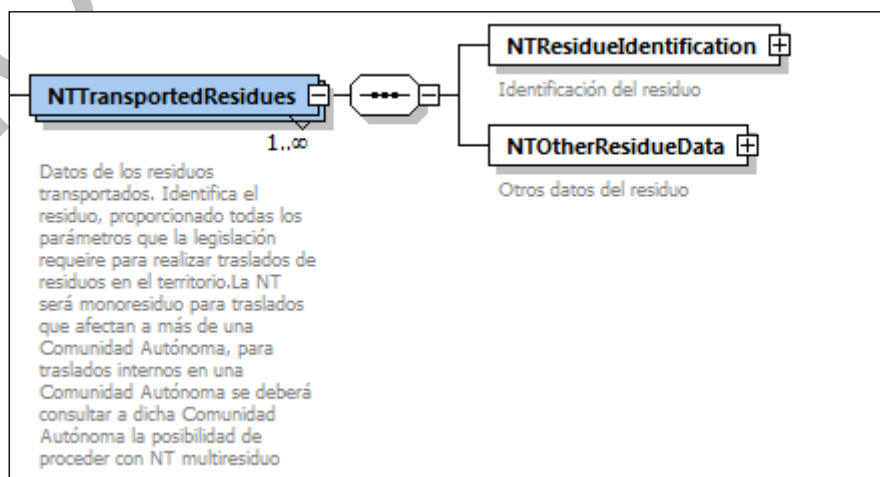 NTTransportedResidues
1..∞
Datos de los residuos
transportados. Identifica el
residuo, proporcionado todas los
parámetros que la legislación
requeire para realizar traslados de
residuos en el territorio.La NT
será monoresiduo para traslados
que afectan a más de una
Comunidad Autónoma, para
traslados internos en una
Comunidad Autónoma se deberá
consultar a dicha Comunidad
Autónoma la posibilidad de
proceder con NT multiresiduo
NTResidueIdentification
Identificación del residuo
NTOtherResidueData
Otros datos del residuo